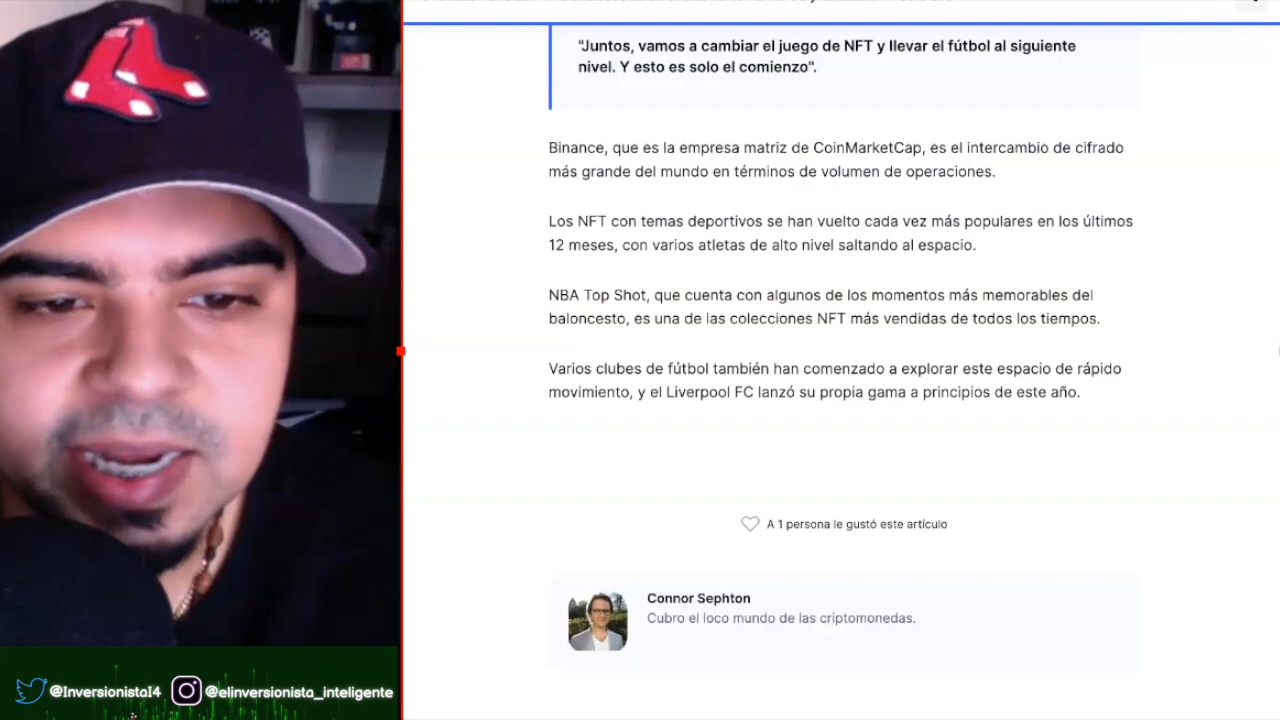 "Juntos, vamos a cambiar el juego de NFT y llevar el fútbol al siguiente
nivel. Y esto es solo el comienzo".
Binance, que es la empresa matriz de CoinMarketCap, es el intercambio de cifrado
más grande del mundo en términos de volumen de operaciones.
Los NFT con temas deportivos se han vuelto cada vez más populares en los últimos
12 meses, con varios atletas de alto nivel saltando al espacio.
NBA Top Shot, que cuenta con algunos de los momentos más memorables del
baloncesto, es una de las colecciones NFT más vendidas de todos los tiempos.
Varios clubes de fútbol también han comenzado a explorar este espacio de rápido
movimiento, y el Liverpool FC lanzó su propia gama a principios de este año.
A 1 persona le gustó este artículo
Connor Sephton
Cubro el loco mundo de las criptomonedas.
@InversionistaI4 @elinversionista_inteligente